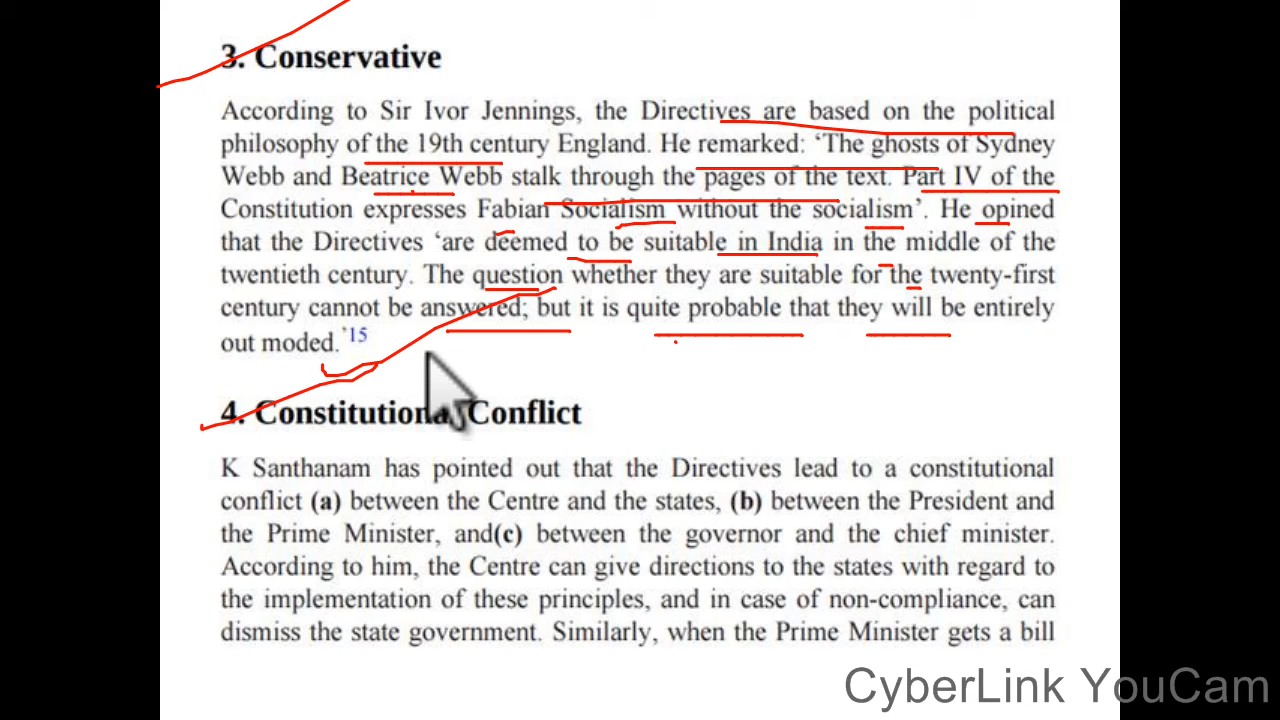 3. Conservative
According to Sir Ivor Jennings, the Directives are based on the political
philosophy of the 19th century England. He remarked: ‘The ghosts of Sydney
Webb and Beatrice Webb stalk through the pages of the text. Part IV of the
Constitution expresses Fabian Socialism without the socialism’. He opined
that the Directives ‘are deemed to be suitable in India in the middle of the
twentieth century. The question whether they are suitable for the twenty-first
century cannot be answered; but it is quite probable that they will be entirely
out moded.’15
4. Constitutional Conflict
K Santhanam has pointed out that the Directives lead to a constitutional
conflict (a) between the Centre and the states, (b) between the President and
the Prime Minister, and(c) between the governor and the chief minister.
According to him, the Centre can give directions to the states with regard to
the implementation of these principles, and in case of non-compliance, can
dismiss the state government. Similarly, when the Prime Minister gets a bill
CyberLink YouCam